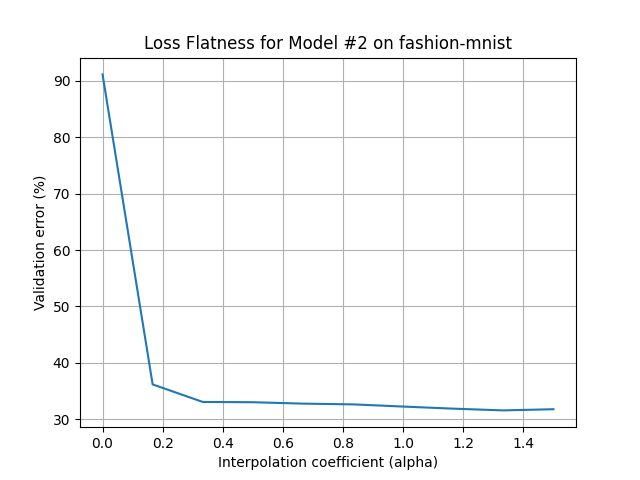 Loss Flatness for Model #2 on fashion-mnist
90
80
70
60
50
40
30
Validation error (%)
0.0 0.2 0.4 0.6 0.8 1.0 1.2 1.4
Interpolation coefficient (alpha)